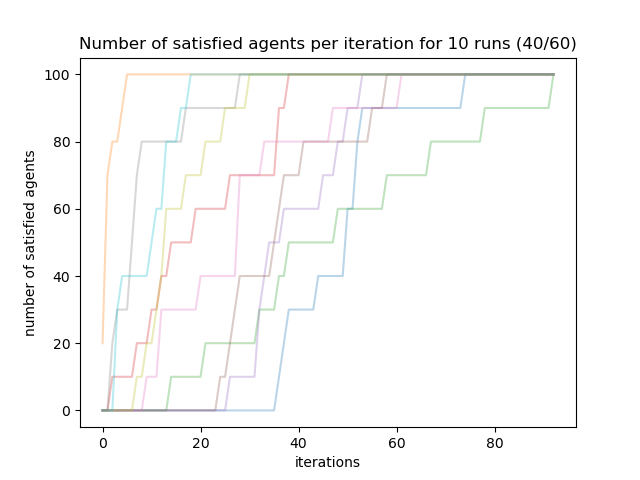 Number of satisfied agents per iteration for 10 runs (40/60)
100
80
60
40
20
0
number of satisfied agents
0 20 40 60 80
iterations